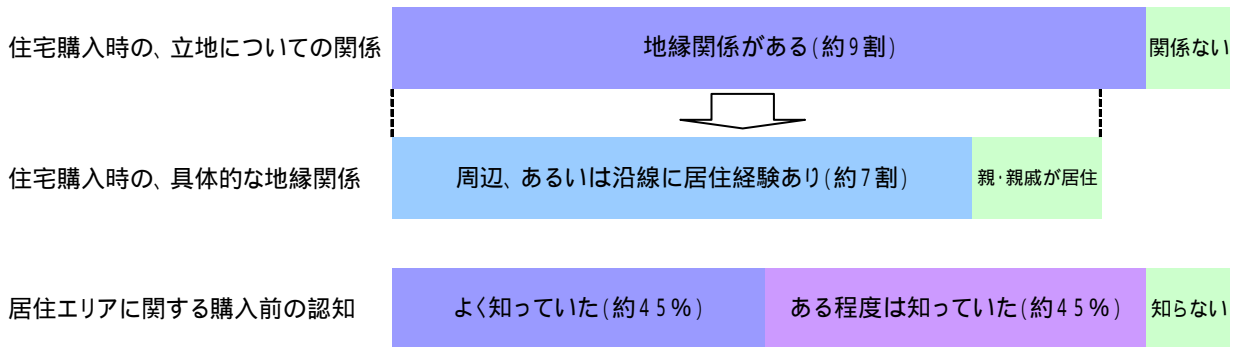 住宅購入時の、立地についての関係
地縁関係がある(約9割)
関係ない
住宅購入時の、具体的な地縁関係
周辺、あるいは沿線に居住経験あり(約7割)
親・親戚が居住
居住エリアに関する購入前の認知
よく知っていた(約45%)
ある程度は知っていた(約45%)
知らない